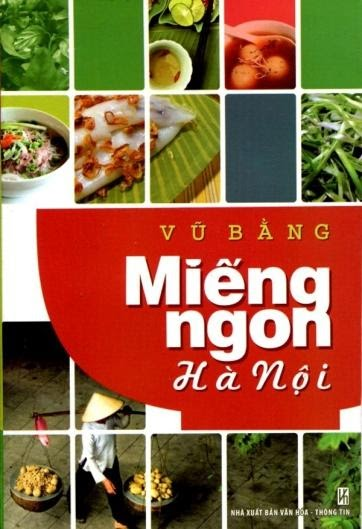 VŨ BẰNG
Miếng
ngon
Hà Nội
NHÀ XUẤT BẢN VĂN HÓA - THÔNG TIN